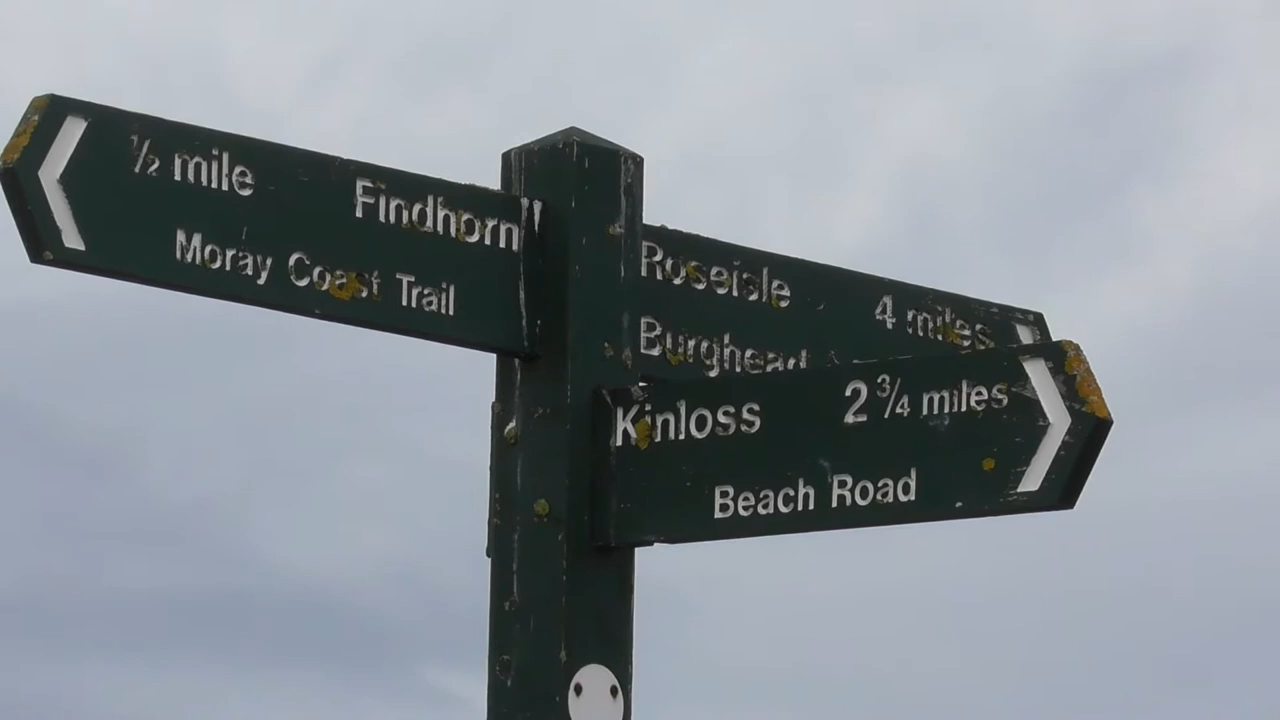 ½ mile Findhorn
Moray Coast Trail
Roseisle 4 miles
Burghead
Kinloss 2 ¾ miles
Beach Road